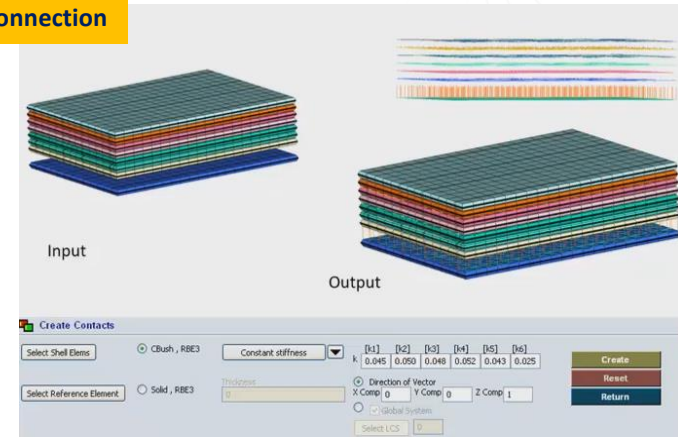 onnection
Input
Output
Create Contacts
Select Shell Elems
CBush , RBE3
Constant stiffness
[k1] [k2] [k3] [k4] [k5] [k6]
k 0.045 0.050 0.048 0.052 0.043 0.025
Create
Select Reference Element
Solid , RBE3
Thickness
0
Direction of Vector
X Comp 0 Y Comp 0 Z Comp 1
Reset
Return
Global System
Select LCS 0